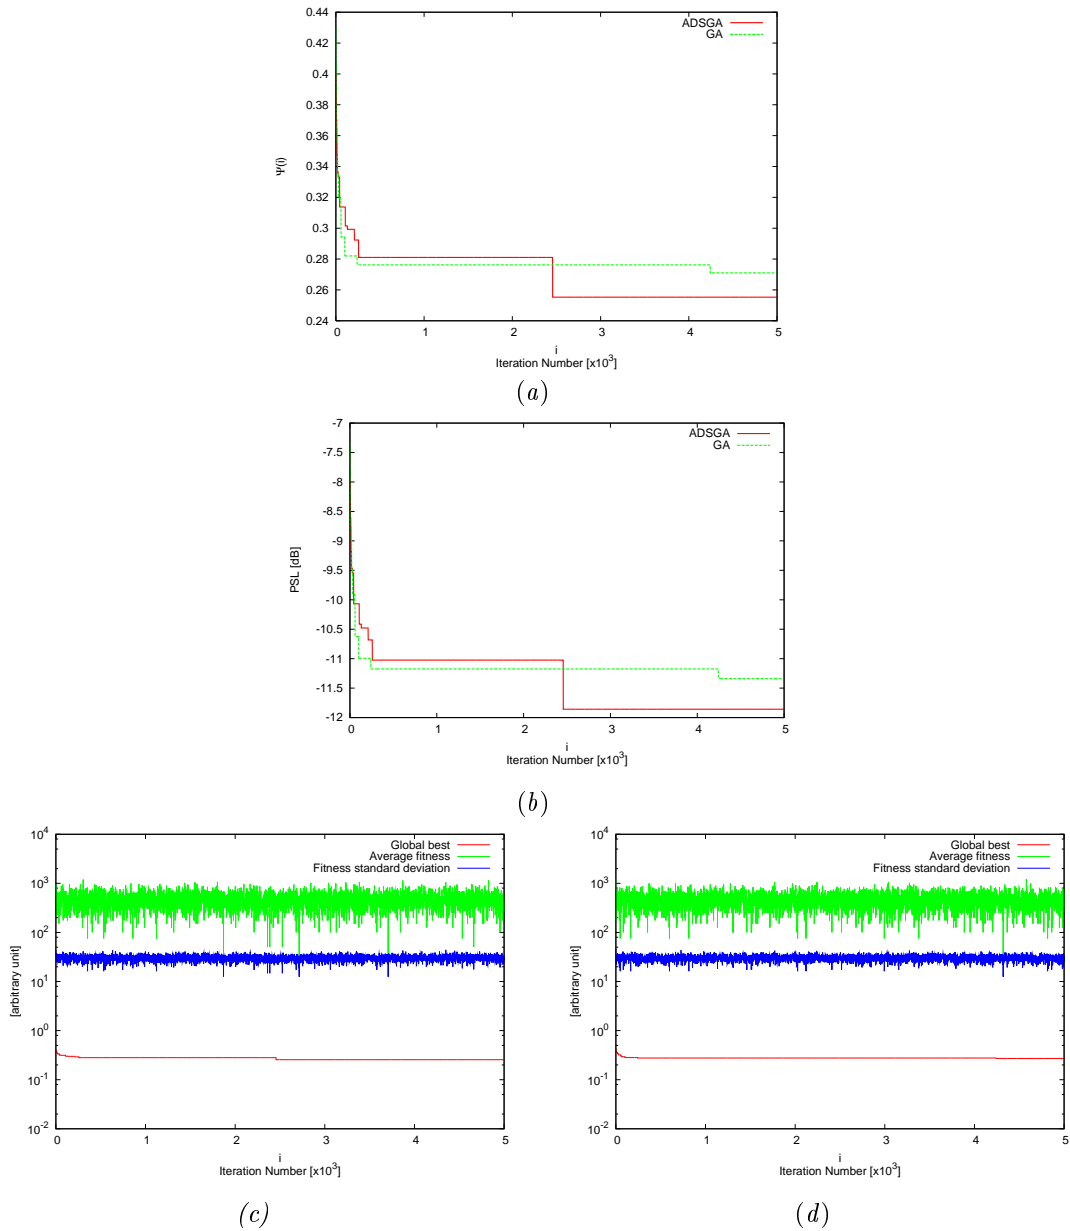 0.44
0.42
0.4
0.38
0.36
0.34
0.32
0.3
0.28
0.26
0.24
Ψ(i)
ADSGA
GA
0 1 2 3 4 5
i
Iteration Number [x10³]
(a)
-7
-7.5
-8
-8.5
-9
-9.5
-10
-10.5
-11
-11.5
-12
PSL [dB]
ADSGA
GA
0 1 2 3 4 5
i
Iteration Number [x10³]
(b)
10⁴
10³
10²
10¹
10⁰
10⁻¹
10⁻²
[arbitrary unit]
Global best
Average fitness
Fitness standard deviation
0 1 2 3 4 5
i
Iteration Number [x10³]
(c)
10⁴
10³
10²
10¹
10⁰
10⁻¹
10⁻²
[arbitrary unit]
Global best
Average fitness
Fitness standard deviation
0 1 2 3 4 5
i
Iteration Number [x10³]
(d)